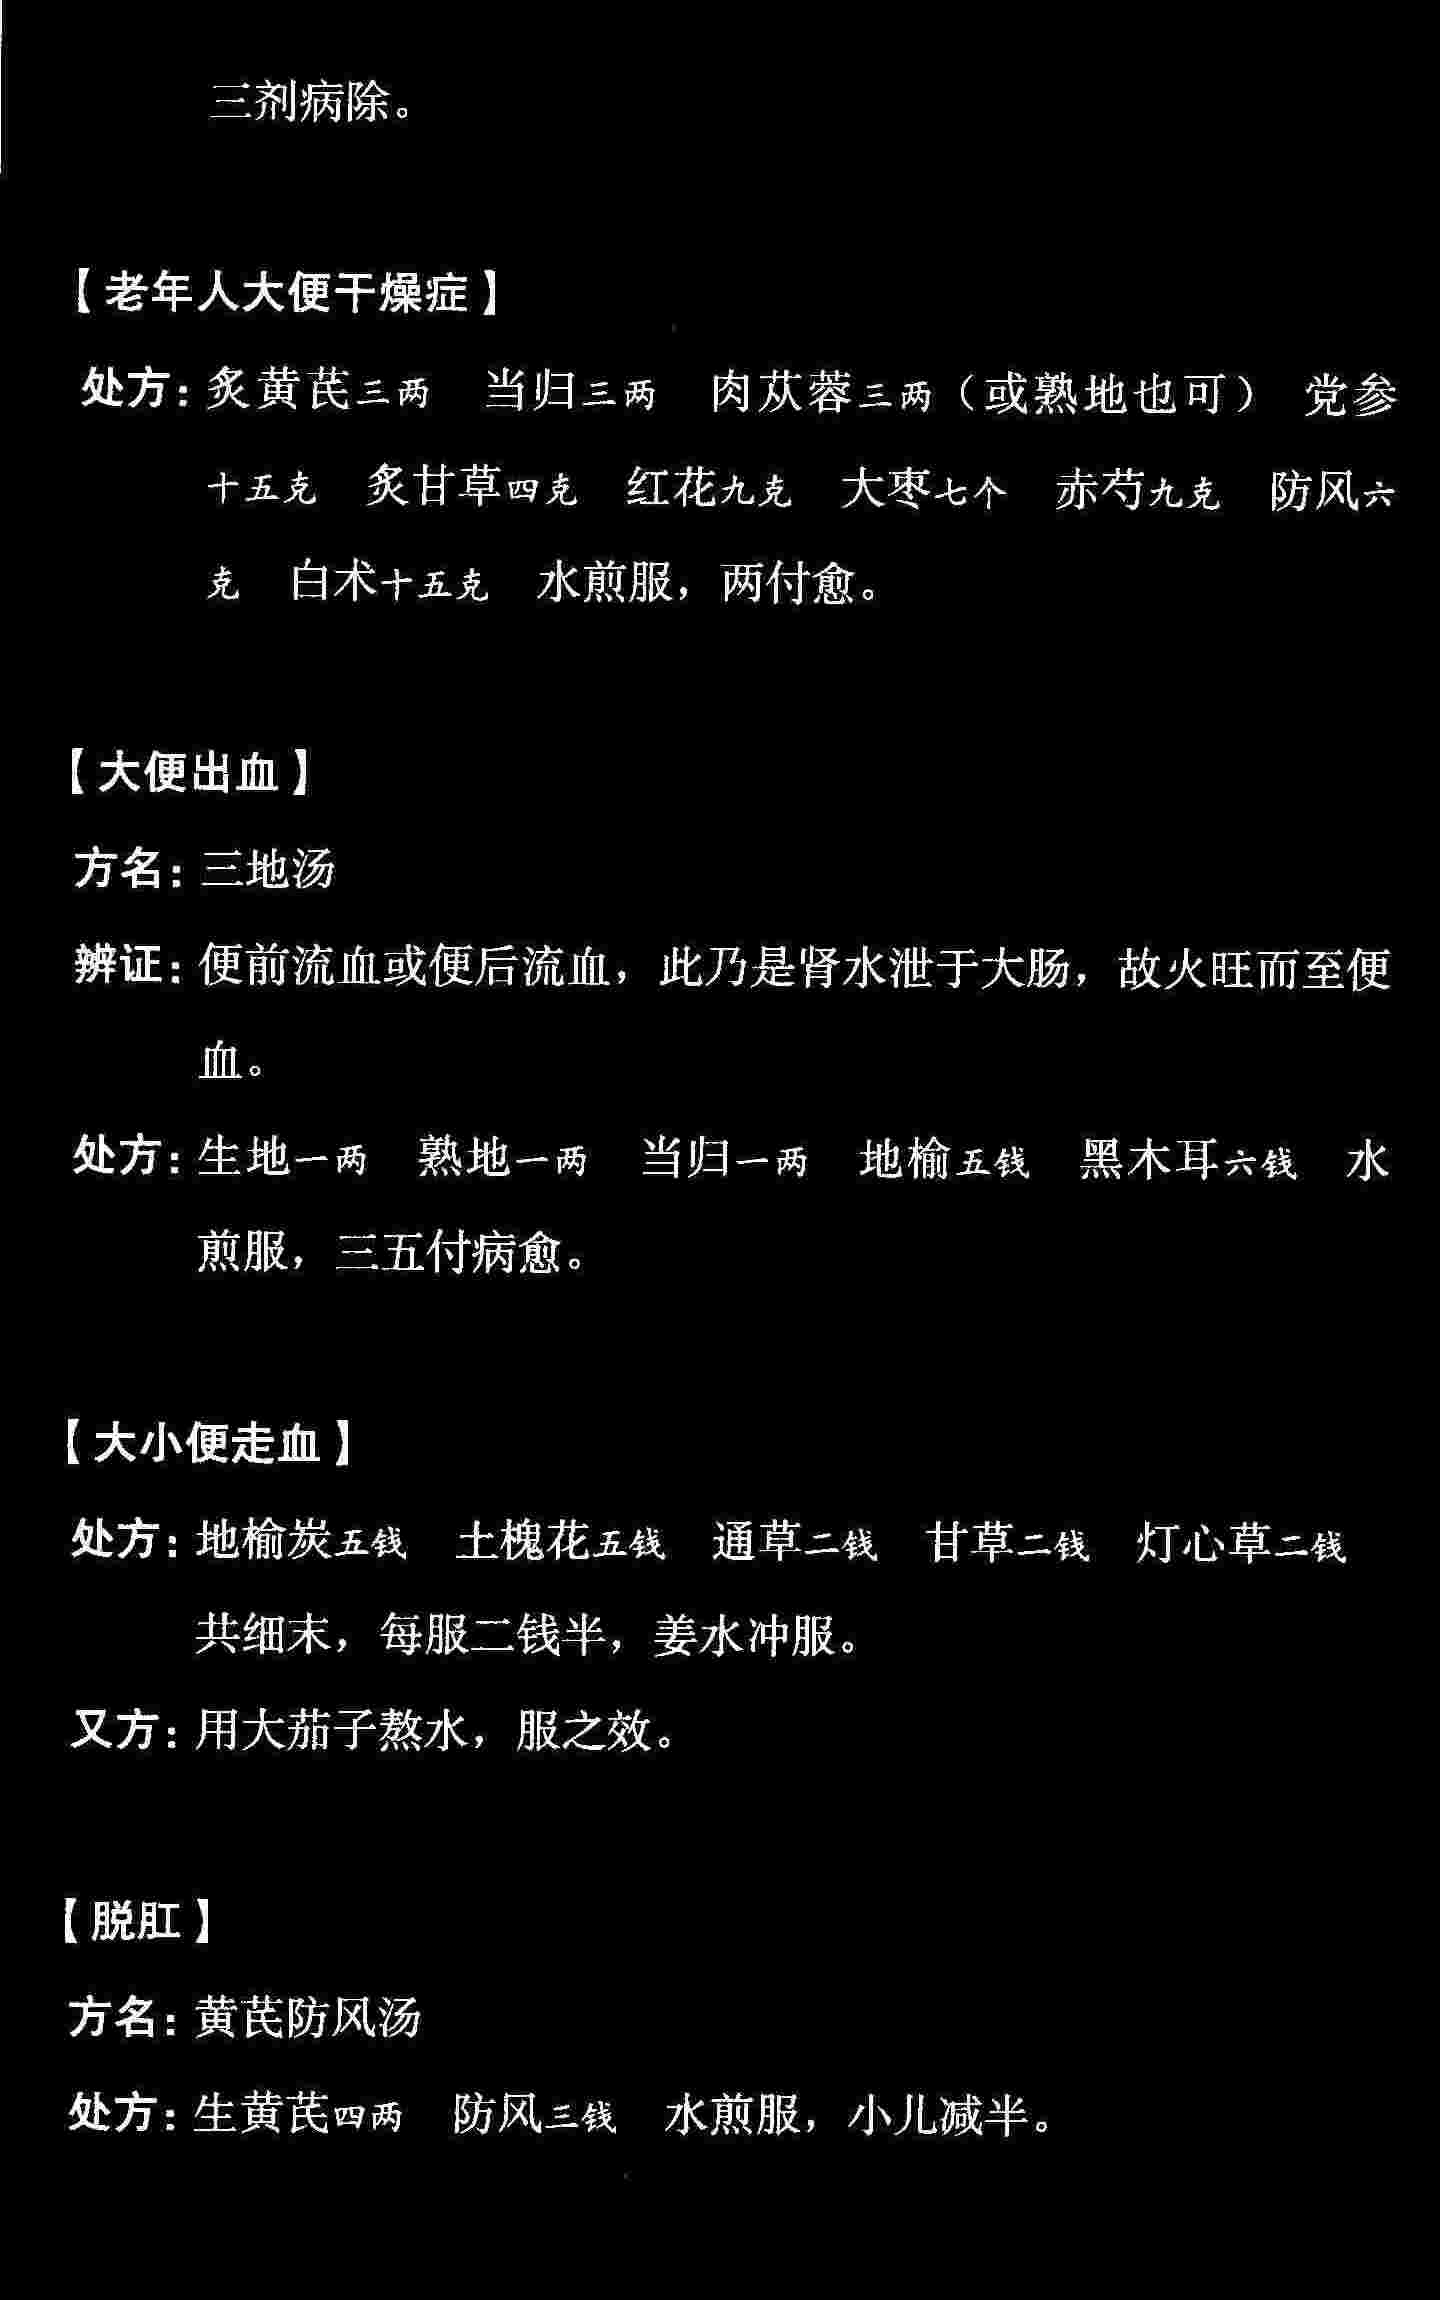 三剂病除。
【老年人大便干燥症】
处方：炙黄芪三两 当归三两 肉苁蓉三两（或熟地也可） 党参
十五克 炙甘草四克 红花九克 大枣七个 赤芍九克 防风六
克 白术十五克 水煎服，两付愈。
【大便出血】
方名：三地汤
辨证：便前流血或便后流血，此乃是肾水泄于大肠，故火旺而至便
血。
处方：生地一两 熟地一两 当归一两 地榆五钱 黑木耳六钱 水
煎服，三五付病愈。
【大小便走血】
处方：地榆炭五钱 土槐花五钱 通草二钱 甘草二钱 灯心草二钱
共细末，每服二钱半，姜水冲服。
又方：用大茄子熬水，服之效。
【脱肛】
方名：黄芪防风汤
处方：生黄芪四两 防风三钱 水煎服，小儿减半。